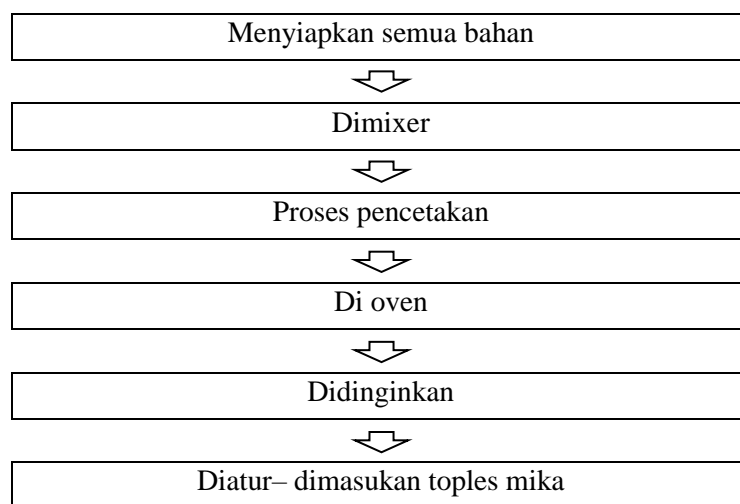 Menyiapkan semua bahan
Dimixer
Proses pencetakan
Di oven
Didinginkan
Diatur– dimasukan toples mika